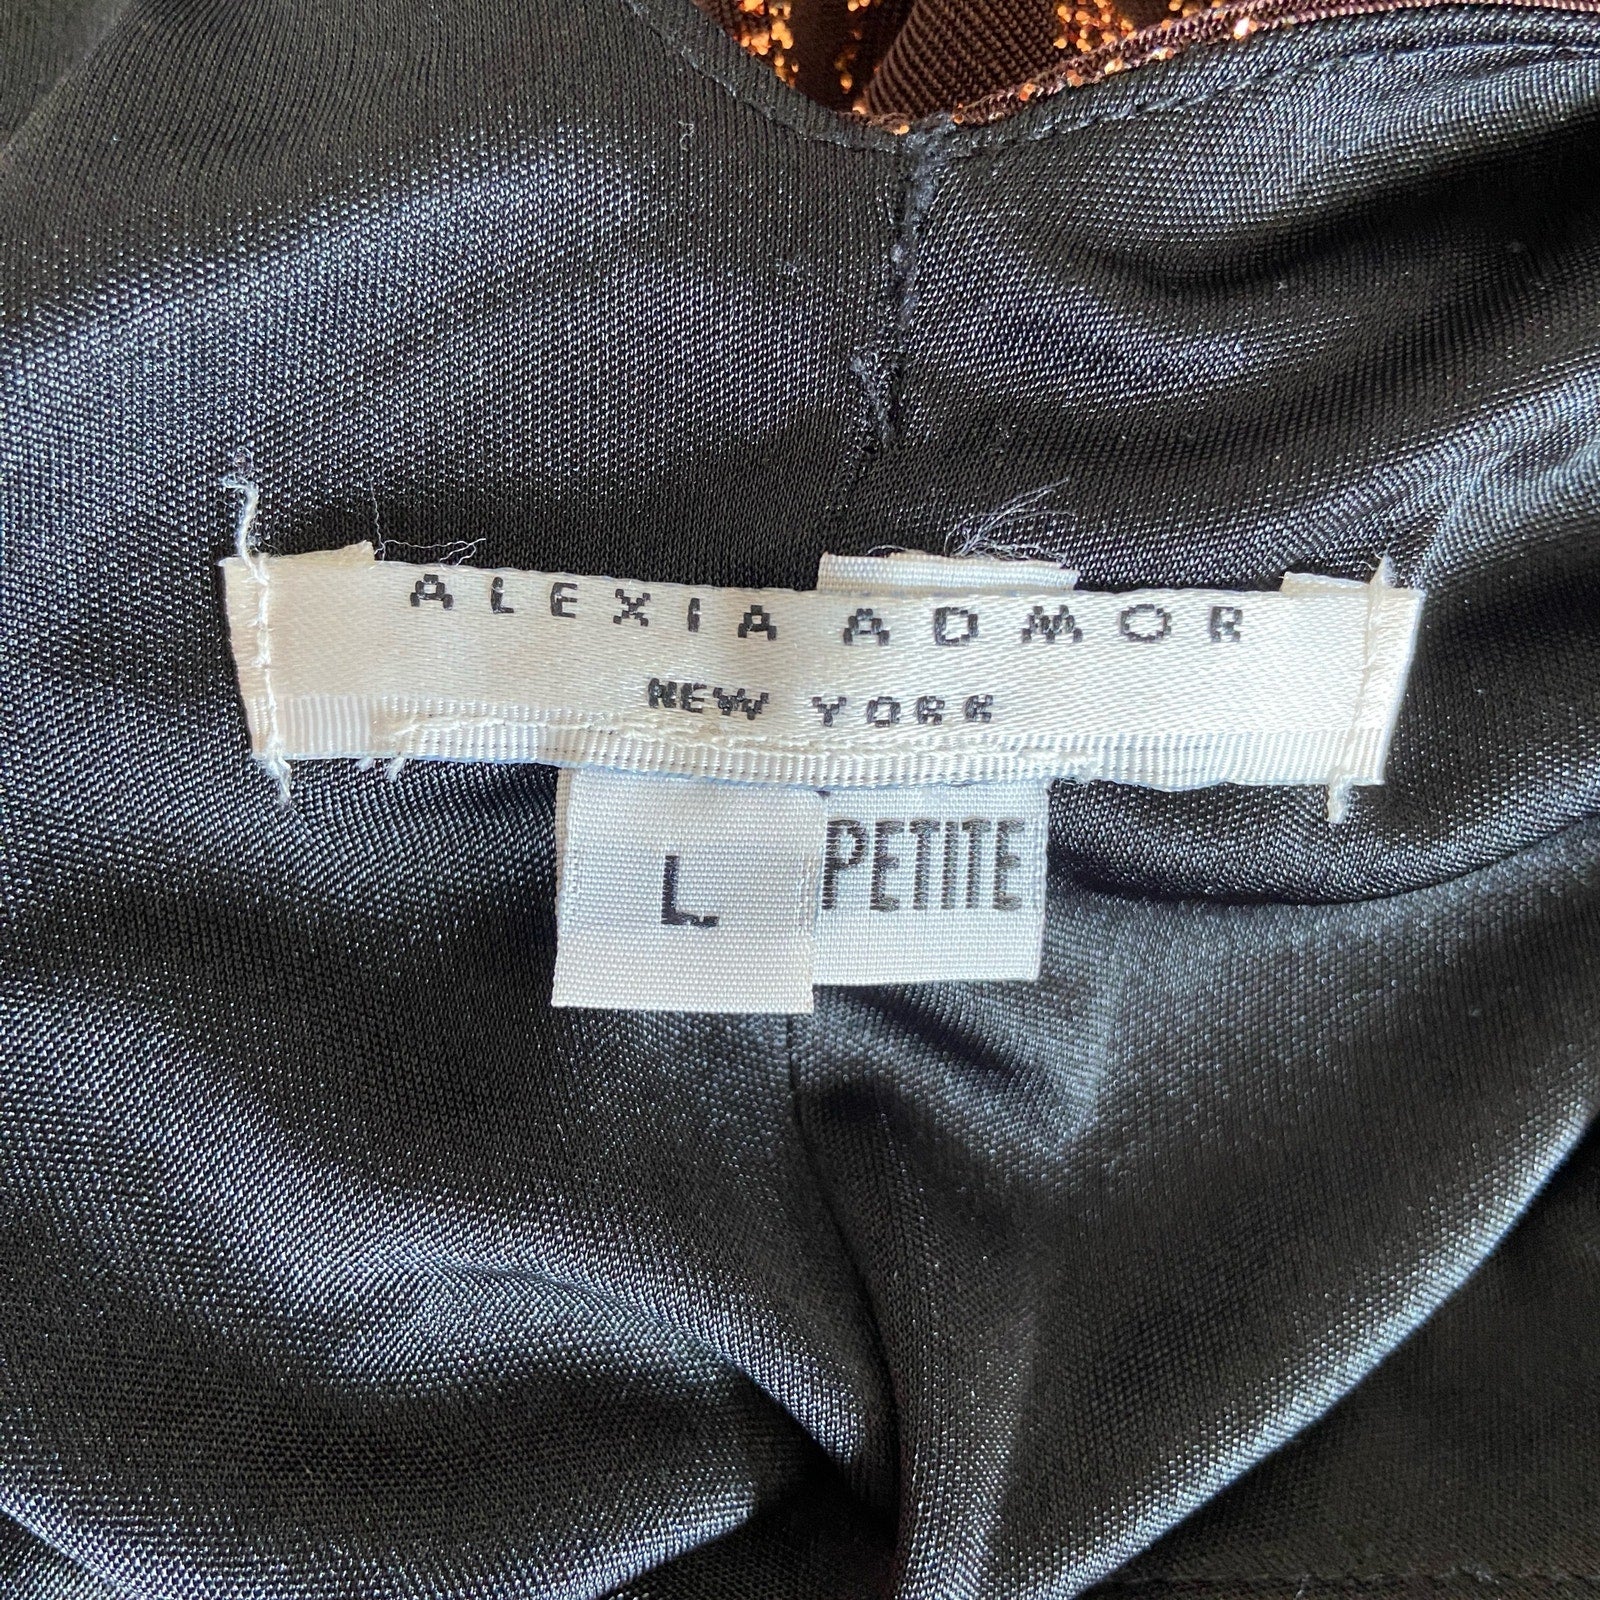 ALEXIA ADMOR
NEW YORK
L
PETITE